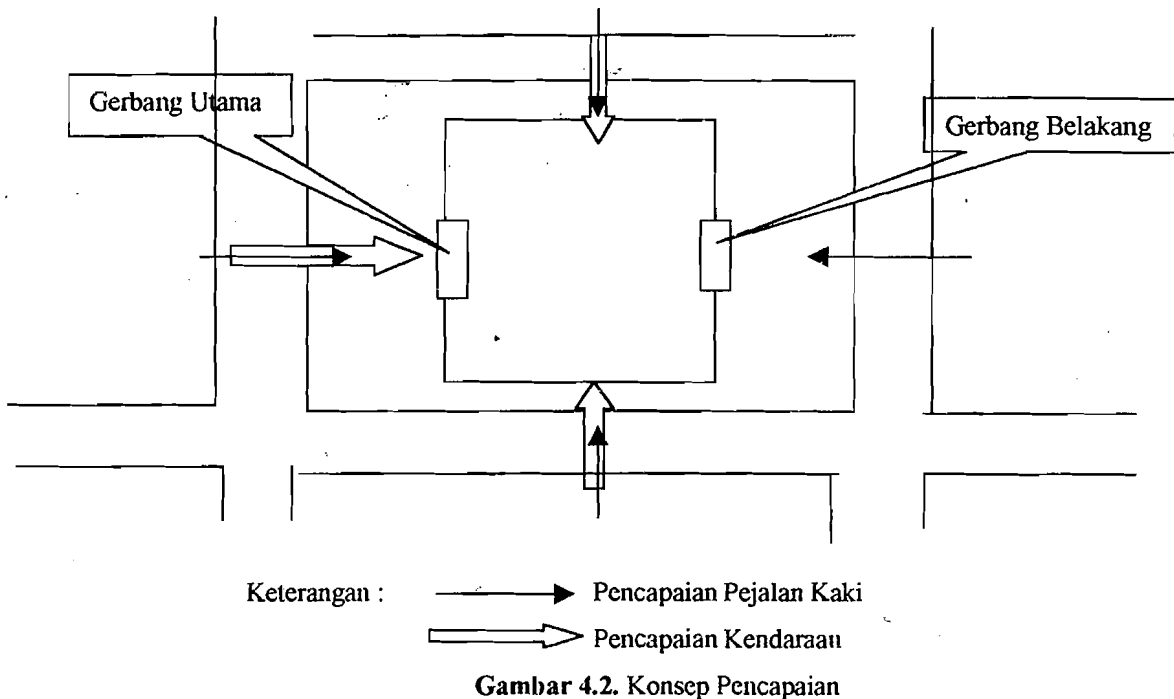 Gerbang Utama
Gerbang Belakang
Keterangan :
Pencapaian Pejalan Kaki
Pencapaian Kendaraan
Gambar 4.2. Konsep Pencapaian